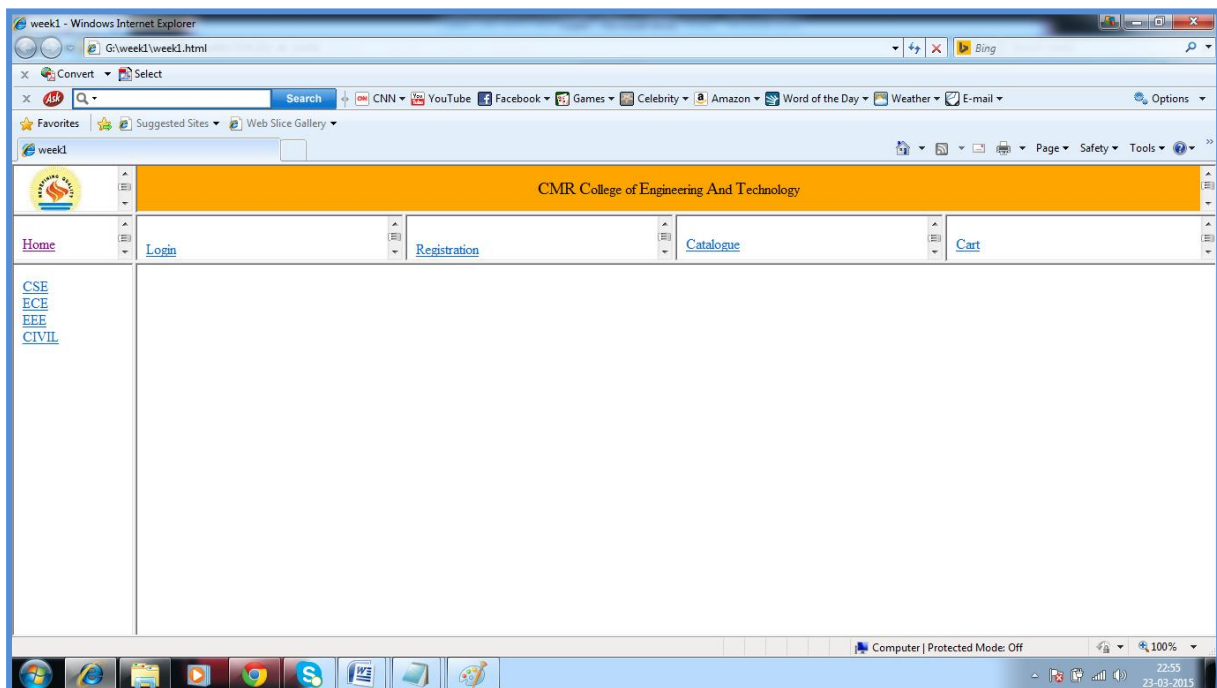 week1 - Windows Internet Explorer
G:\week1\week1.html
Bing
x Convert Select
x Ask Search CNN YouTube Facebook Games Celebrity Amazon Word of the Day Weather E-mail Options
Favorites Suggested Sites Web Slice Gallery
week1 Page Safety Tools
REDEFINING QUALITY
CMR College of Engineering And Technology
Home Login Registration Catalogue Cart
CSE
ECE
EEE
CIVIL
Computer | Protected Mode: Off 100%
22:55
23-03-2015